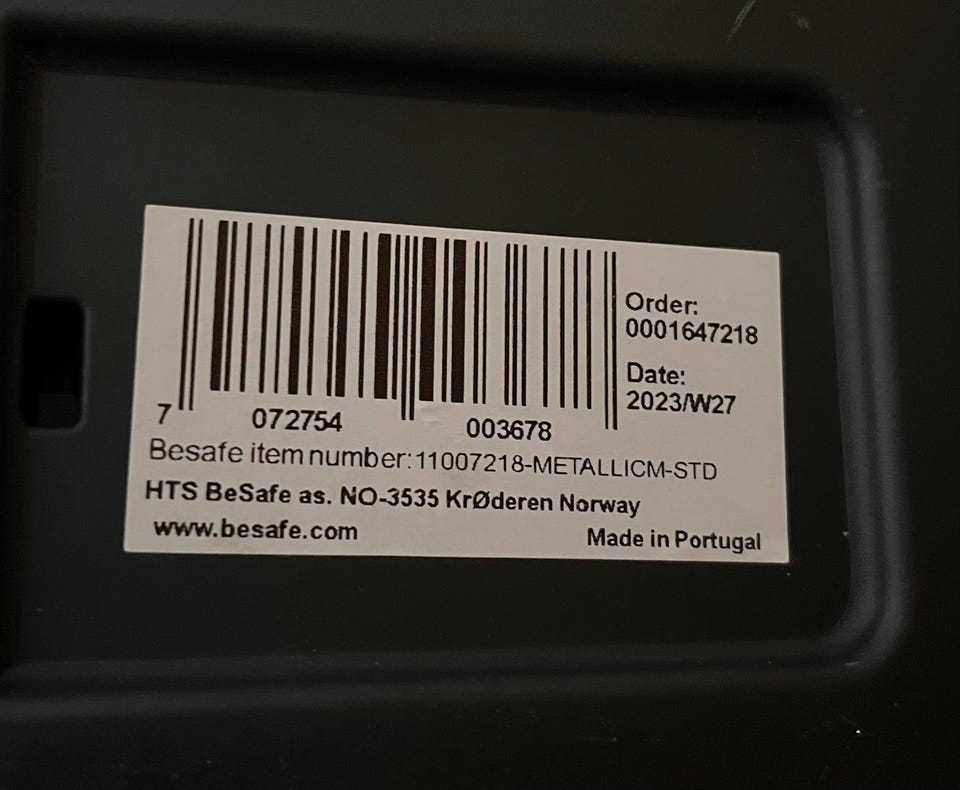 Order:
0001647218
Date:
2023/W27
7 072754 003678
Besafe item number:11007218-METALLICM-STD
HTS BeSafe as. NO-3535 KrØderen Norway
www.besafe.com Made in Portugal